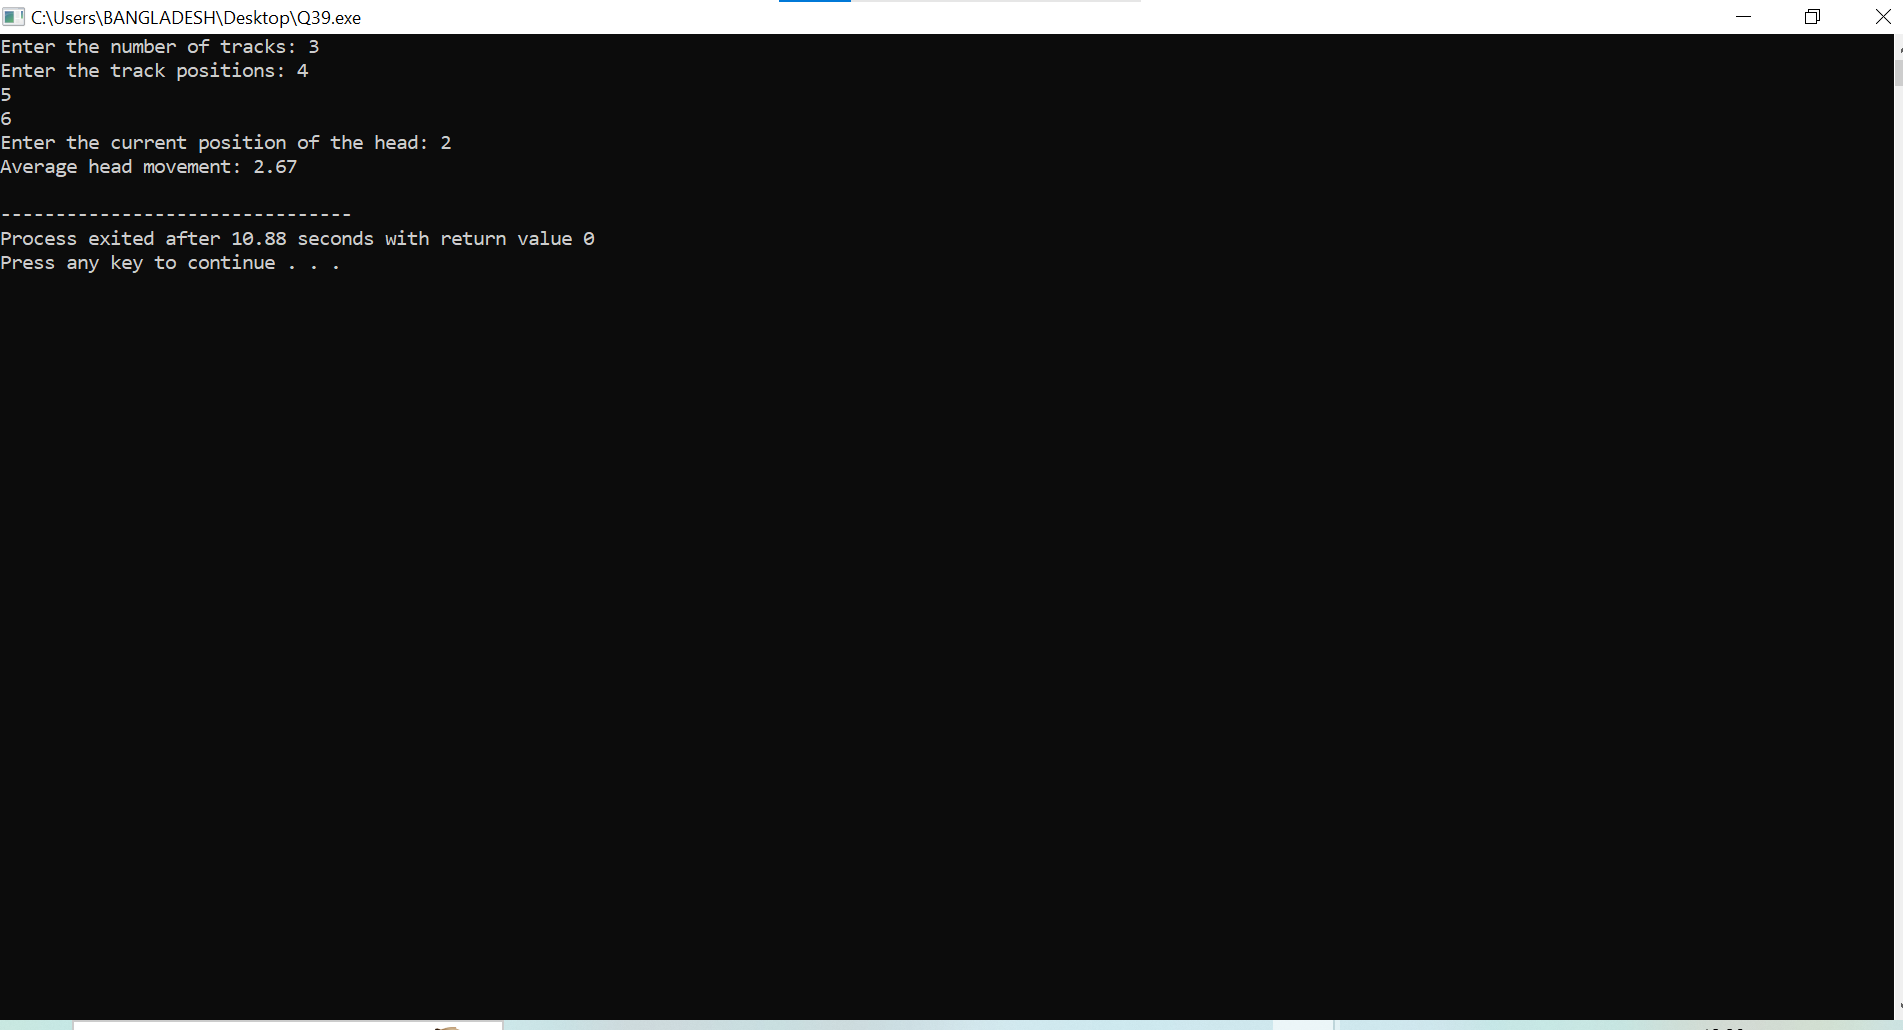 C:\Users\BANGLADESH\Desktop\Q39.exe
Enter the number of tracks: 3
Enter the track positions: 4
5
6
Enter the current position of the head: 2
Average head movement: 2.67
--------------------------------
Process exited after 10.88 seconds with return value 0
Press any key to continue . . .